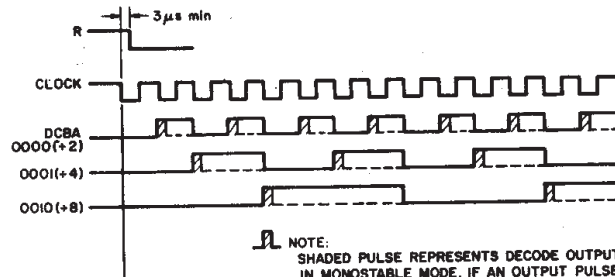 3μs min
R
CLOCK
DCBA
0000(÷2)
0001(÷4)
0010(÷8)
NOTE:
SHADED PULSE REPRESENTS DECODE OUTPUT
IN MONOSTABLE MODE. IF AN OUTPUT PULSE